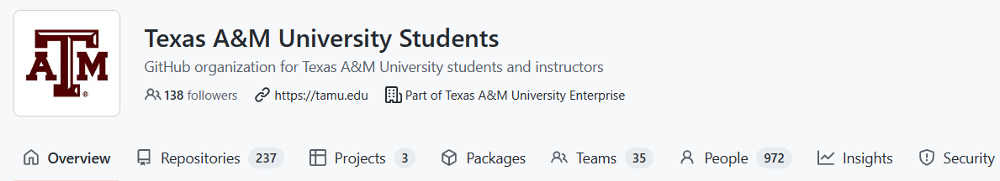 ATM
®
Texas A&M University Students
GitHub organization for Texas A&M University students and instructors
138 followers https://tamu.edu Part of Texas A&M University Enterprise
Overview Repositories 237 Projects 3 Packages Teams 35 People 972 Insights Security